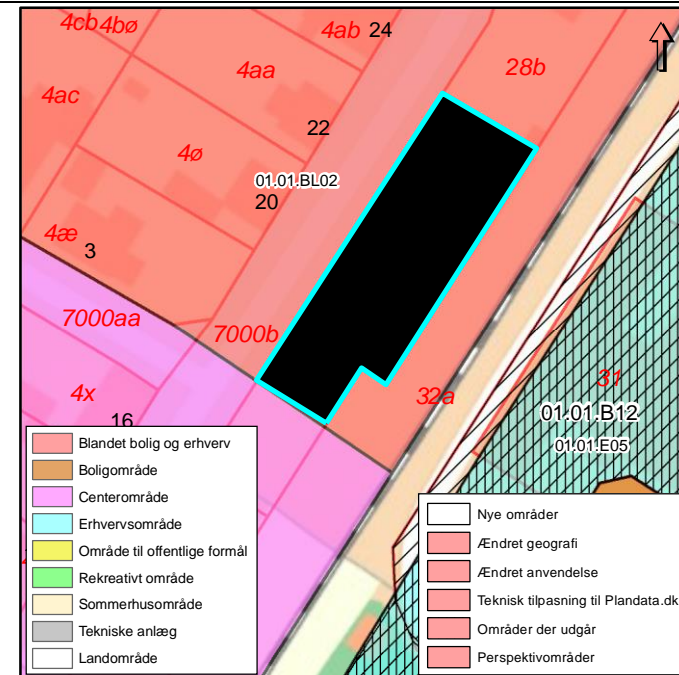 4cb
4bø
4ab
24
4aa
28b
4ac
22
4ø
01.01.BL02
20
4æ
3
7000aa
7000b
4x
32a
31
16
01.01.B12
01.01.E05
Blandet bolig og erhverv
Boligområde
Centerområde
Erhvervsområde
Område til offentlige formål
Rekreativt område
Sommerhusområde
Tekniske anlæg
Landområde
Nye områder
Ændret geografi
Ændret anvendelse
Teknisk tilpasning til Plandata.dk
Områder der udgår
Perspektivområder